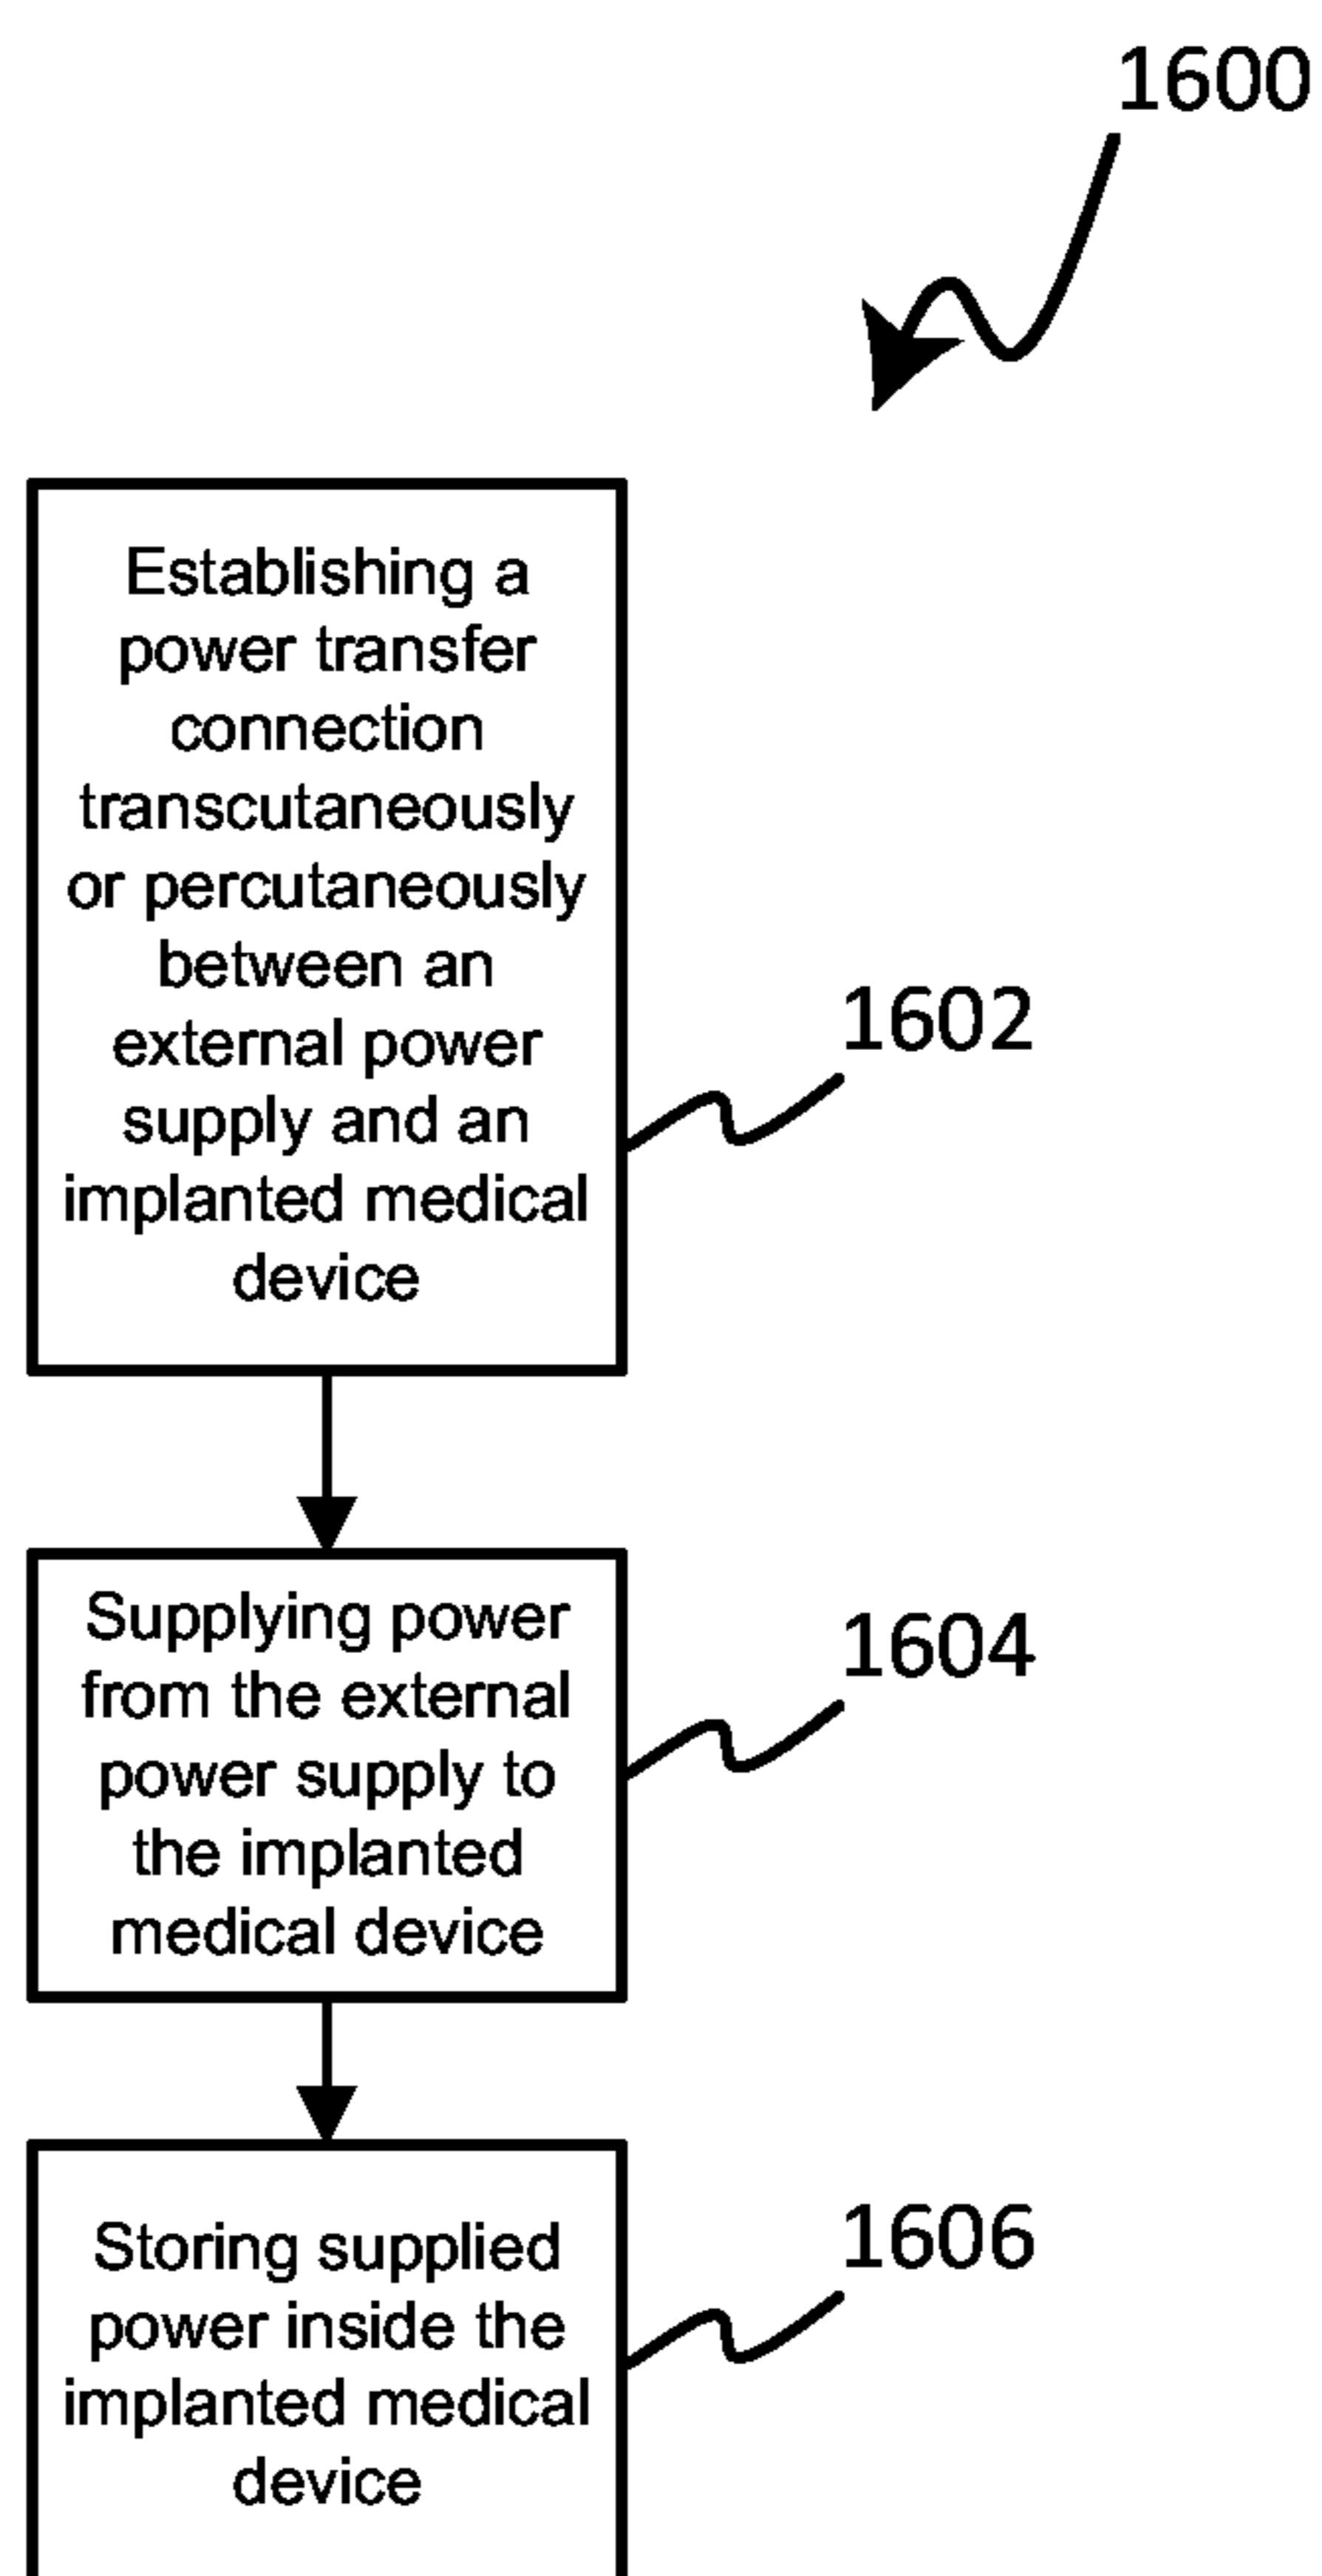 1600
Establishing a
power transfer
connection
transcutaneously
or percutaneously
between an
external power
supply and an
implanted medical
device
1602
Supplying power
from the external
power supply to
the implanted
medical device
1604
Storing supplied
power inside the
implanted medical
device
1606